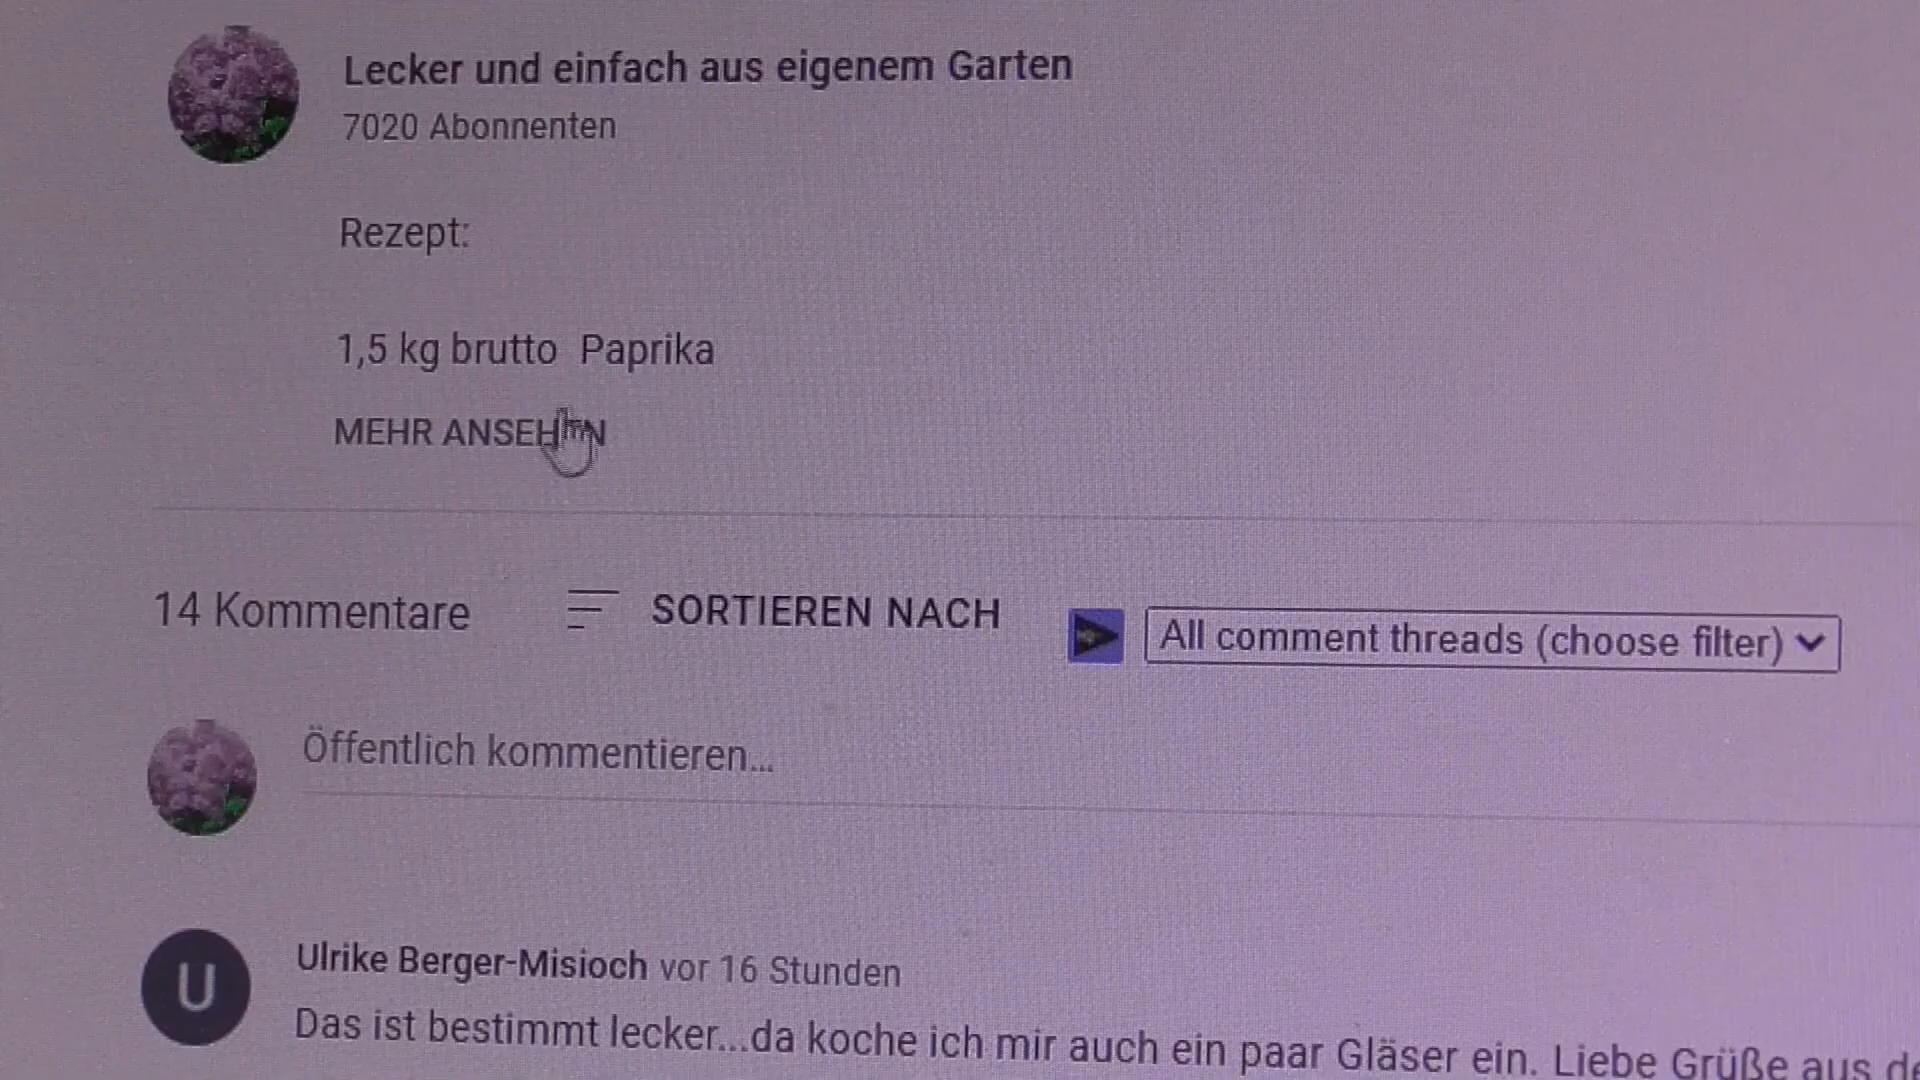 Lecker und einfach aus eigenem Garten
7020 Abonnenten
Rezept:
1,5 kg brutto Paprika
MEHR ANSEHEN
14 Kommentare
SORTIEREN NACH
All comment threads (choose filter)
Öffentlich kommentieren...
U
Ulrike Berger-Misioch vor 16 Stunden
Das ist bestimmt lecker...da koche ich mir auch ein paar Gläser ein. Liebe Grüße aus